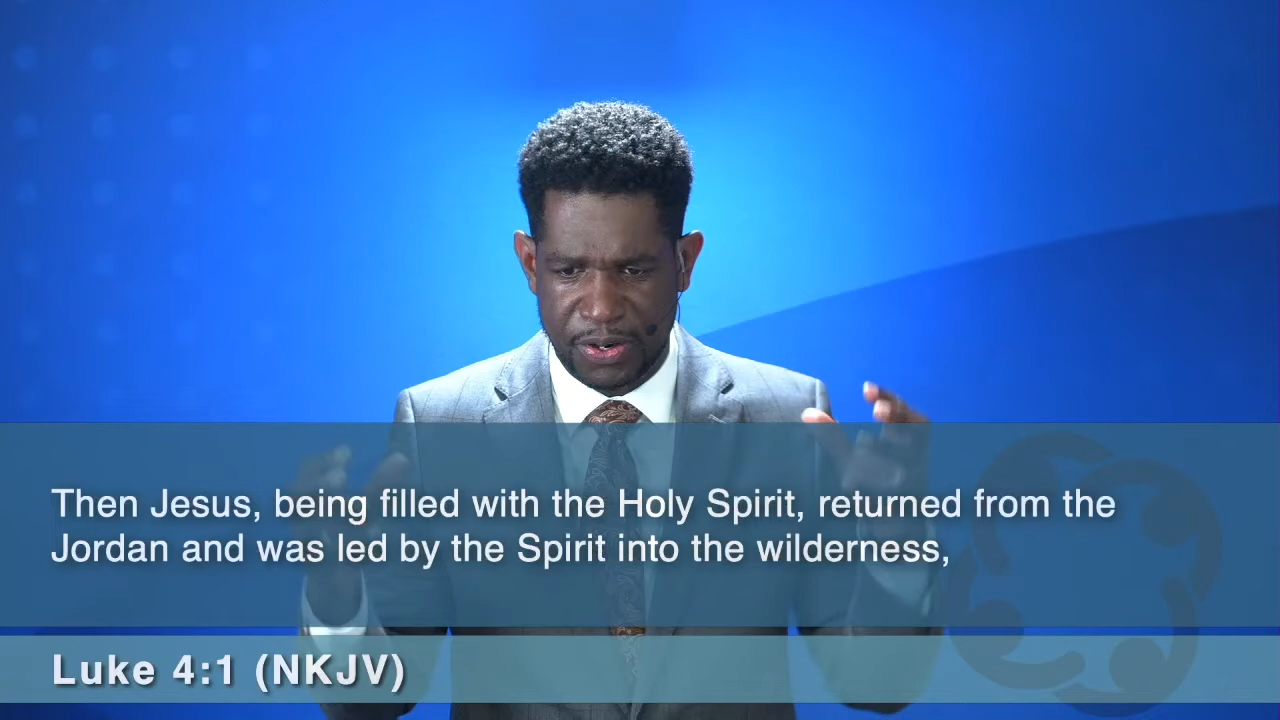 Then Jesus, being filled with the Holy Spirit, returned from the
Jordan and was led by the Spirit into the wilderness,
Luke 4:1 (NKJV)